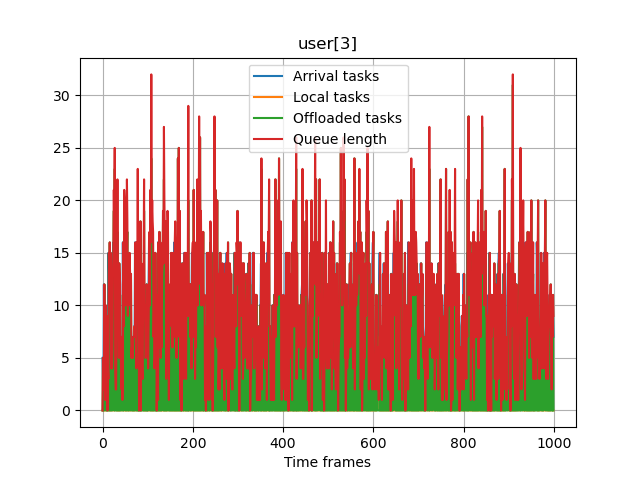 user[3]
Arrival tasks
Local tasks
Offloaded tasks
Queue length
30
25
20
15
10
5
0
0 200 400 600 800 1000
Time frames